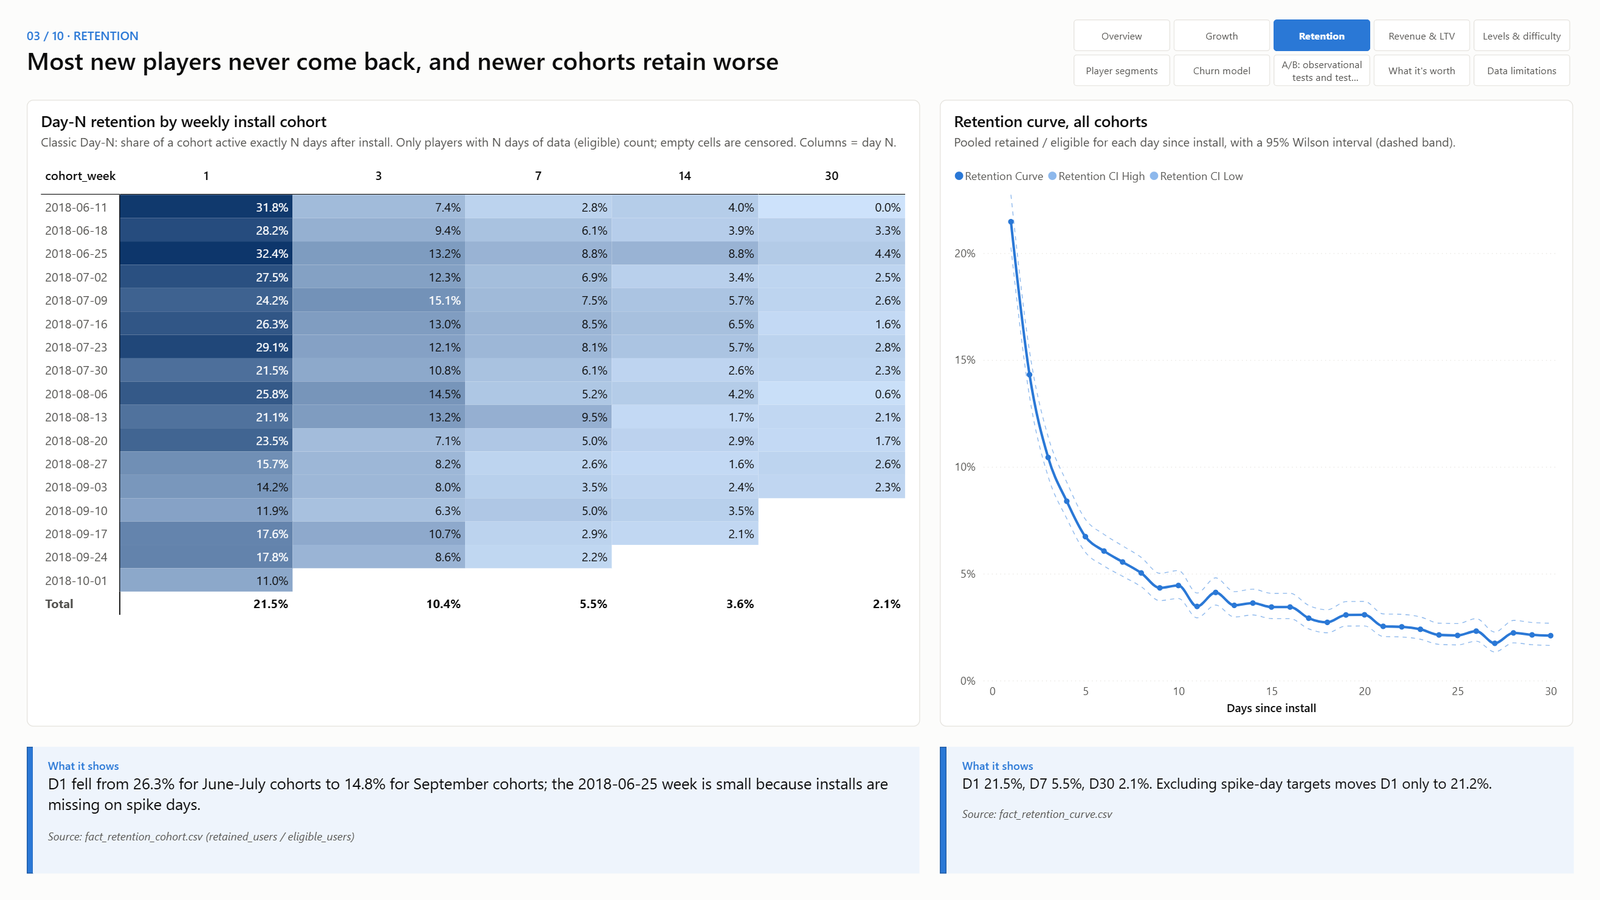 03 / 10 · RETENTION
Most new players never come back, and newer cohorts retain worse
Overview
Growth
Retention
Revenue & LTV
Levels & difficulty
Player segments
Churn model
A/B: observational
tests and test...
What it's worth
Data limitations
Day-N retention by weekly install cohort
Classic Day-N: share of a cohort active exactly N days after install. Only players with N days of data (eligible) count; empty cells are censored. Columns = day N.
cohort_week 1 3 7 14 30
2018-06-11 31.8% 7.4% 2.8% 4.0% 0.0%
2018-06-18 28.2% 9.4% 6.1% 3.9% 3.3%
2018-06-25 32.4% 13.2% 8.8% 8.8% 4.4%
2018-07-02 27.5% 12.3% 6.9% 3.4% 2.5%
2018-07-09 24.2% 15.1% 7.5% 5.7% 2.6%
2018-07-16 26.3% 13.0% 8.5% 6.5% 1.6%
2018-07-23 29.1% 12.1% 8.1% 5.7% 2.8%
2018-07-30 21.5% 10.8% 6.1% 2.6% 2.3%
2018-08-06 25.8% 14.5% 5.2% 4.2% 0.6%
2018-08-13 21.1% 13.2% 9.5% 1.7% 2.1%
2018-08-20 23.5% 7.1% 5.0% 2.9% 1.7%
2018-08-27 15.7% 8.2% 2.6% 1.6% 2.6%
2018-09-03 14.2% 8.0% 3.5% 2.4% 2.3%
2018-09-10 11.9% 6.3% 5.0% 3.5%
2018-09-17 17.6% 10.7% 2.9% 2.1%
2018-09-24 17.8% 8.6% 2.2%
2018-10-01 11.0%
Total 21.5% 10.4% 5.5% 3.6% 2.1%
Retention curve, all cohorts
Pooled retained / eligible for each day since install, with a 95% Wilson interval (dashed band).
Retention Curve Retention CI High Retention CI Low
20%
15%
10%
5%
0%
0 5 10 15 20 25 30
Days since install
What it shows
D1 fell from 26.3% for June-July cohorts to 14.8% for September cohorts; the 2018-06-25 week is small because installs are
missing on spike days.
Source: fact_retention_cohort.csv (retained_users / eligible_users)
What it shows
D1 21.5%, D7 5.5%, D30 2.1%. Excluding spike-day targets moves D1 only to 21.2%.
Source: fact_retention_curve.csv